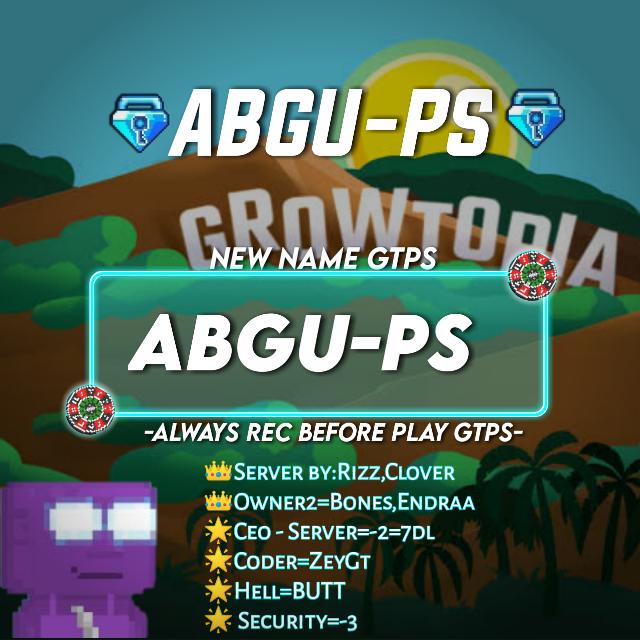 ABGU-PS
GROWTOPIA
NEW NAME GTPS
ABGU-PS
-ALWAYS REC BEFORE PLAY GTPS-
Server by:Rizz,Clover
Owner2=Bones,Endraa
Ceo - Server=-2=7dl
Coder=ZeyGt
Hell=BUTT
Security=-3